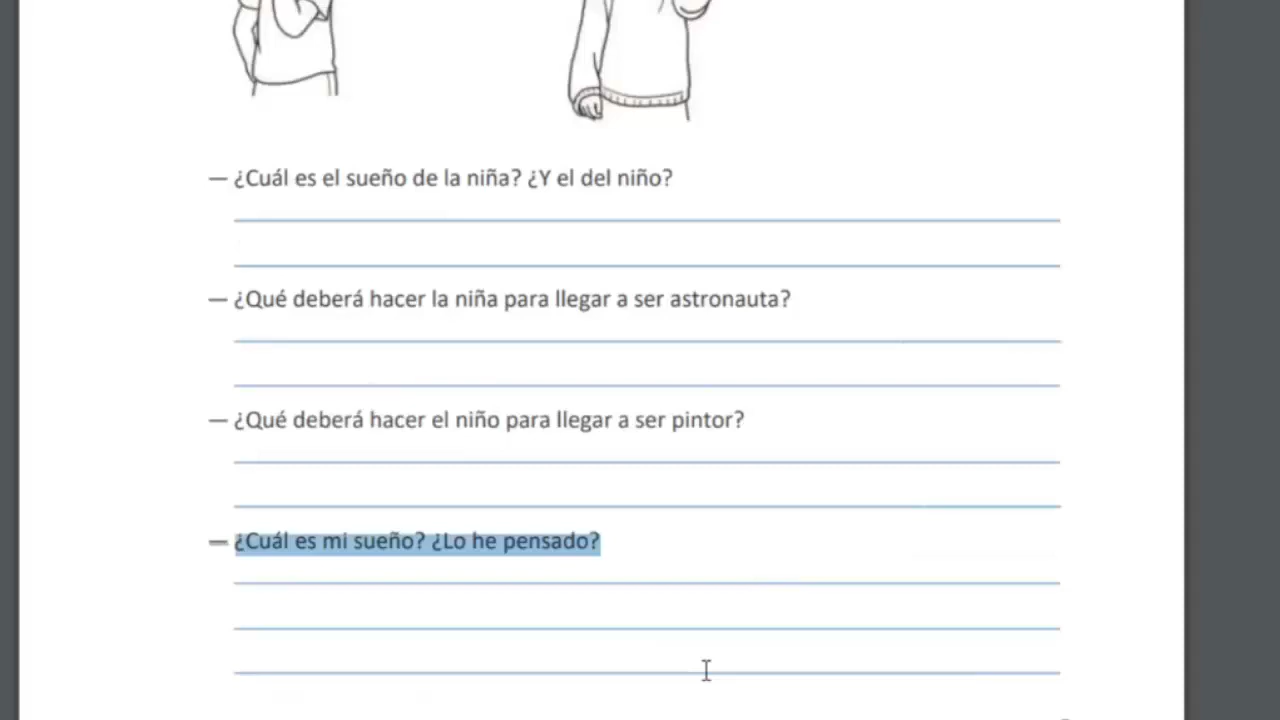 — ¿Cuál es el sueño de la niña? ¿Y el del niño?
— ¿Qué deberá hacer la niña para llegar a ser astronauta?
— ¿Qué deberá hacer el niño para llegar a ser pintor?
— ¿Cuál es mi sueño? ¿Lo he pensado?